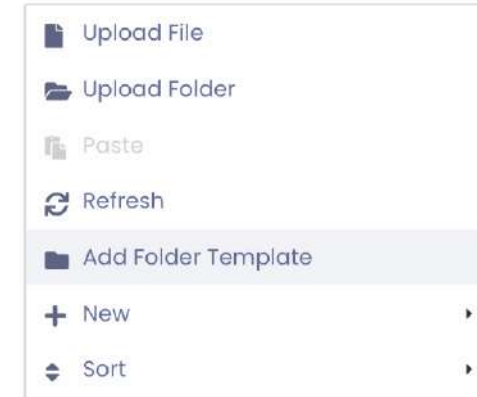 Upload File
Upload Folder
Paste
Refresh
Add Folder Template
New
Sort